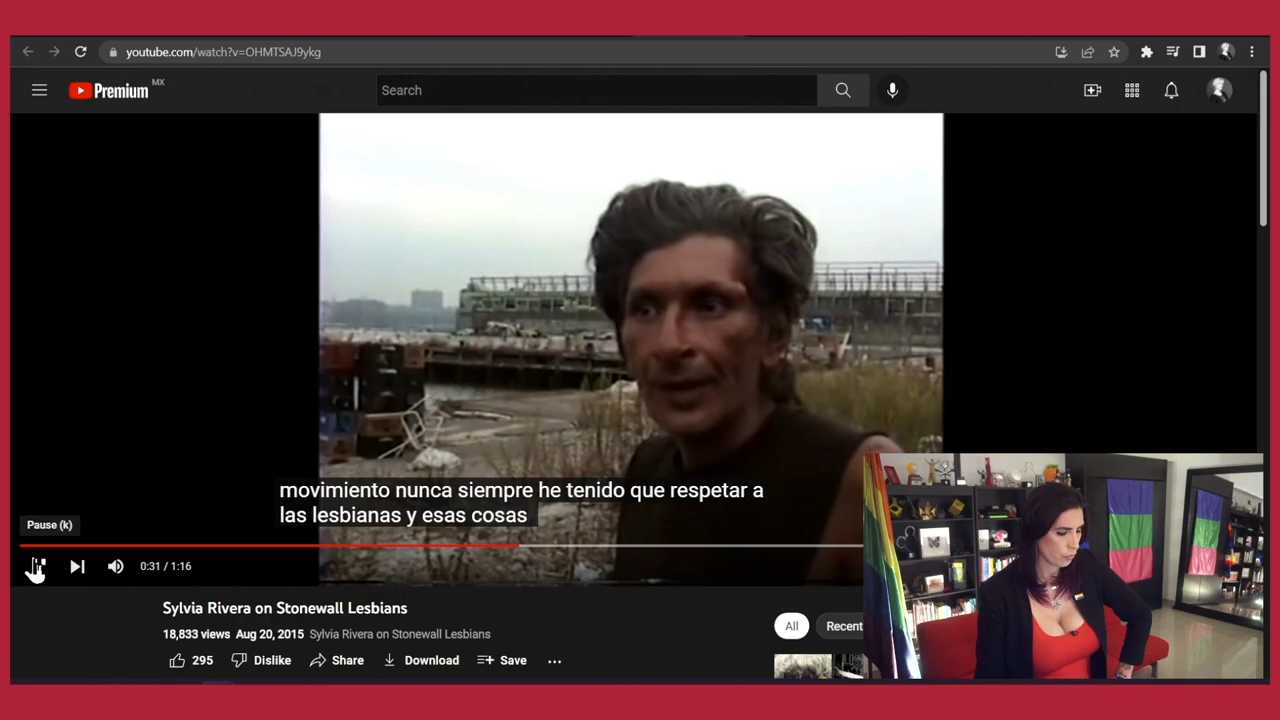 youtube.com/watch?v=OHMTSAJ9ykg
Premium MX
Search
movimiento nunca siempre he tenido que respetar a
las lesbianas y esas cosas
Pause (k)
0:31 / 1:16
Sylvia Rivera on Stonewall Lesbians
18,833 views Aug 20, 2015 Sylvia Rivera on Stonewall Lesbians
295 Dislike Share Download Save ...
All Recent